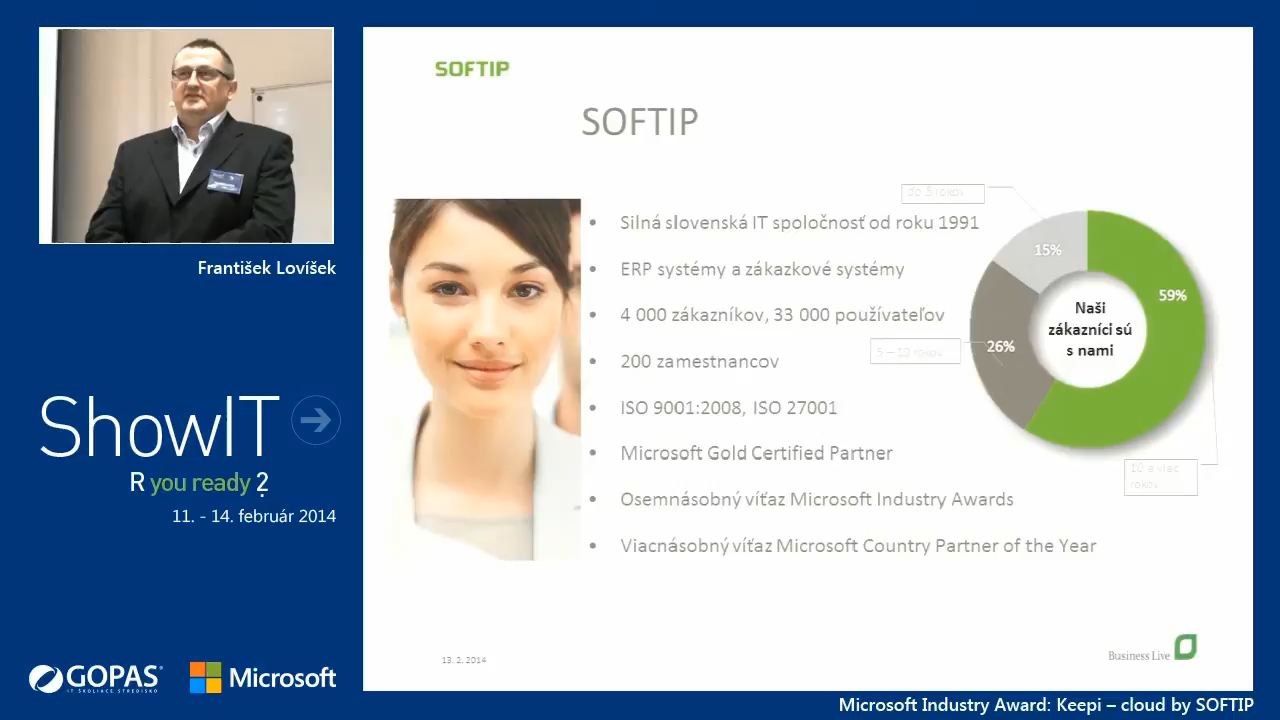 František Lovíšek
ShowIT
R you ready ?
11. - 14. február 2014
GOPAS
IT ŠKOLIACE STREDISKO
Microsoft
SOFTIP
SOFTIP
• Silná slovenská IT spoločnosť od roku 1991
• ERP systémy a zákazkové systémy
• 4 000 zákazníkov, 33 000 používateľov
• 200 zamestnancov
• ISO 9001:2008, ISO 27001
• Microsoft Gold Certified Partner
• Osemnásobný víťaz Microsoft Industry Awards
• Viacnásobný víťaz Microsoft Country Partner of the Year
do 5 rokov
15%
59%
Naši
zákazníci sú
s nami
26%
5 – 10 rokov
10 a viac
rokov
13. 2. 2014
Business Live
Microsoft Industry Award: Keepi – cloud by SOFTIP